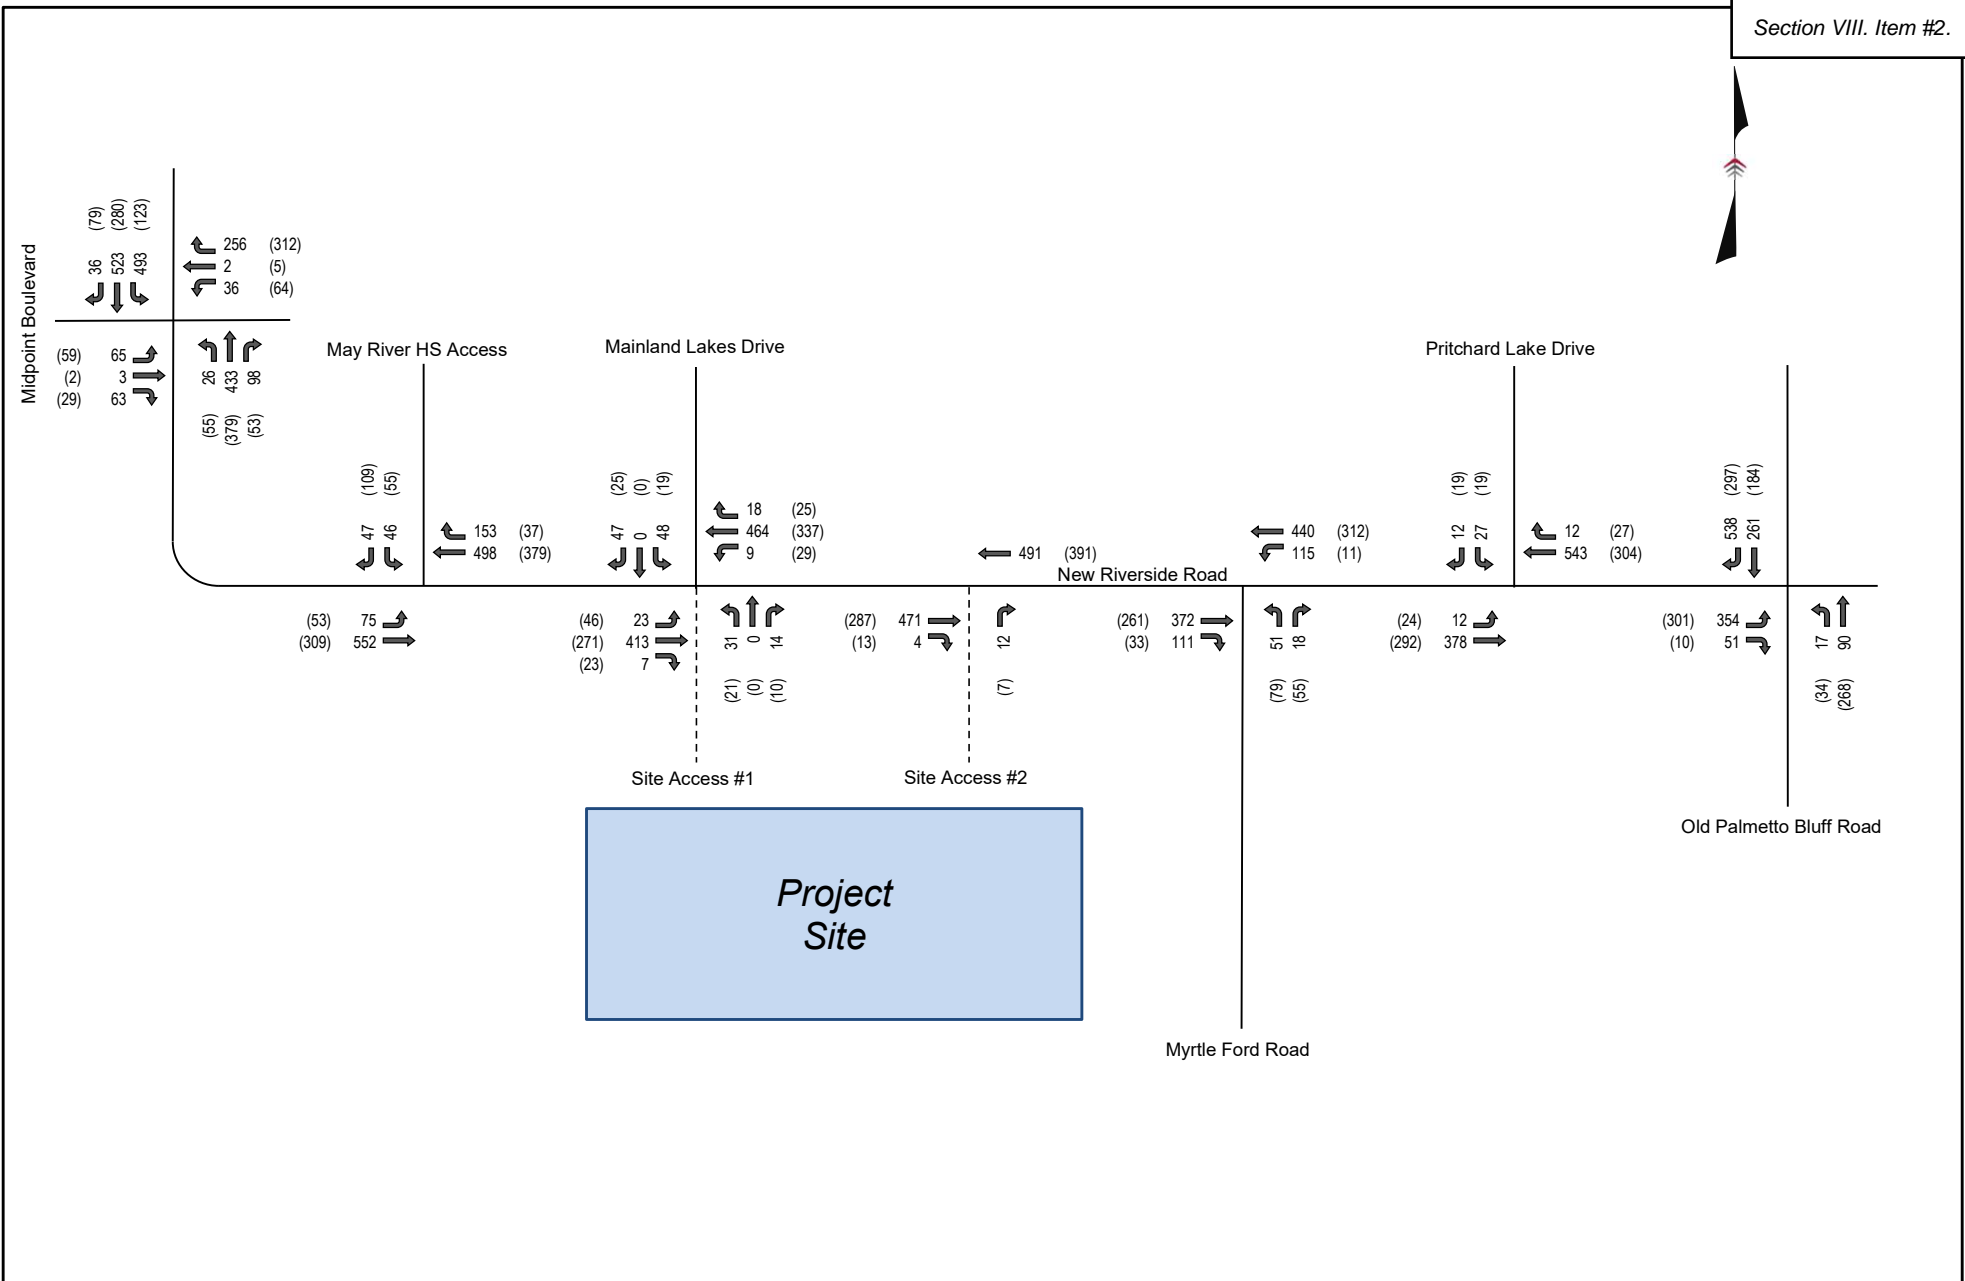 Section VIII. Item #2.
Midpoint Boulevard
(79) (280) (123)
36 523 493
256 (312)
2 (5)
36 (64)
(59) 65
(2) 3
(29) 63
26 433 98
(55) (379) (53)
May River HS Access
(109) (55)
47 46
153 (37)
498 (379)
(53) 75
(309) 552
Mainland Lakes Drive
(25) (0) (19)
47 0 48
18 (25)
464 (337)
9 (29)
(46) 23
(271) 413
(23) 7
31 0 14
(21) (0) (10)
Site Access #1
491 (391)
New Riverside Road
(287) 471
(13) 4
12
(7)
Site Access #2
440 (312)
115 (11)
(261) 372
(33) 111
51 18
(79) (55)
Myrtle Ford Road
Pritchard Lake Drive
(19) (19)
12 27
12 (27)
543 (304)
(24) 12
(292) 378
(297) (184)
538 261
(301) 354
(10) 51
17 90
(34) (268)
Old Palmetto Bluff Road
Project
Site